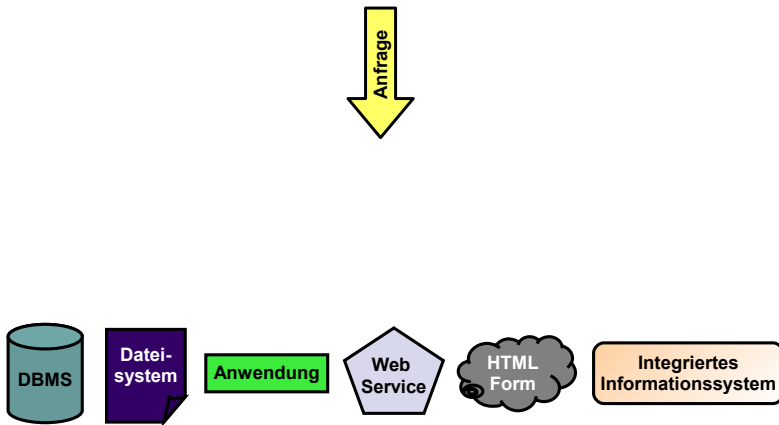 Anfrage
DBMS
Datei-
system
Anwendung
Web
Service
HTML
Form
Integriertes
Informationssystem